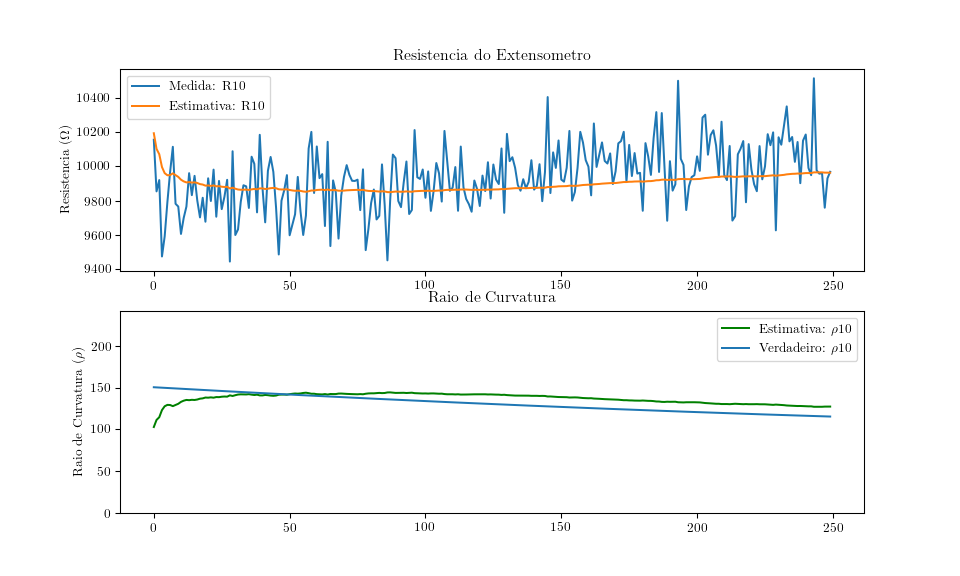 Resistencia do Extensometro
Resistencia (Ω)
10400
10200
10000
9800
9600
9400
Medida: R10
Estimativa: R10
0
50
100
150
200
250
Raio de Curvatura
Raio de Curvatura (ρ)
200
150
100
50
0
Estimativa: ρ10
Verdadeiro: ρ10
0
50
100
150
200
250